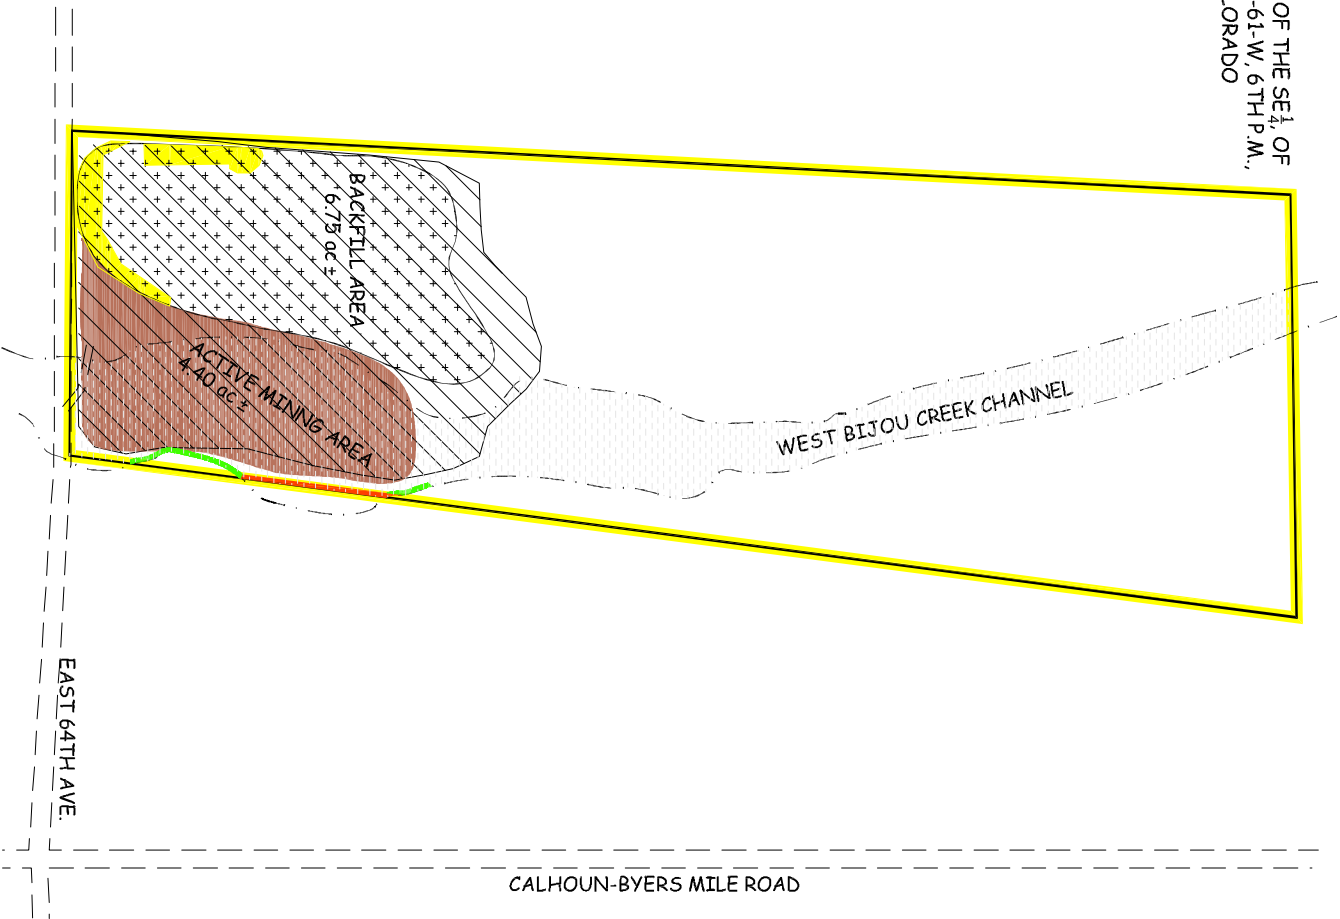 OF THE SE¼, OF
-61-W, 6TH P.M.,
ORADO
BACKFILL AREA
6.75 ac ±
ACTIVE MINNG AREA
4.40 ac ±
WEST BIJOU CREEK CHANNEL
EAST 64TH AVE.
CALHOUN-BYERS MILE ROAD